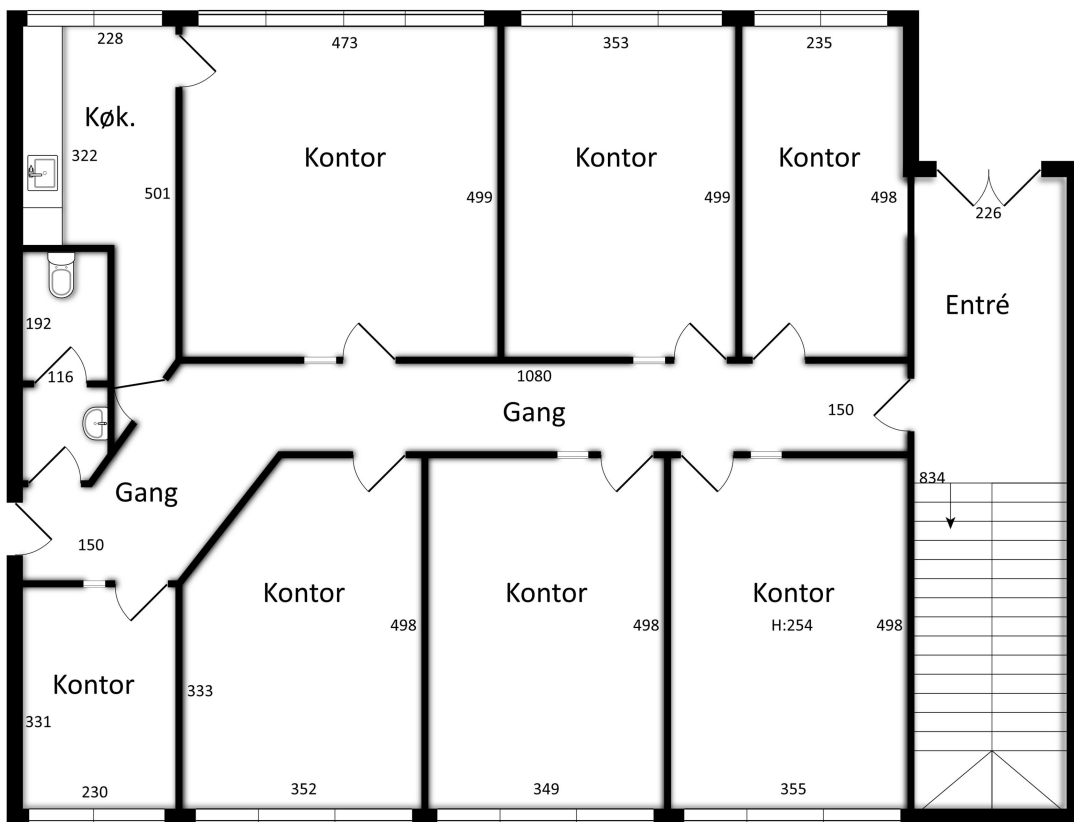 228
473
353
235
Køk.
322
Kontor
Kontor
Kontor
501
499
499
498
226
Entré
192
116
1080
Gang
150
Gang
834
150
Kontor
Kontor
Kontor
H:254
498
498
498
Kontor
333
331
230
352
349
355